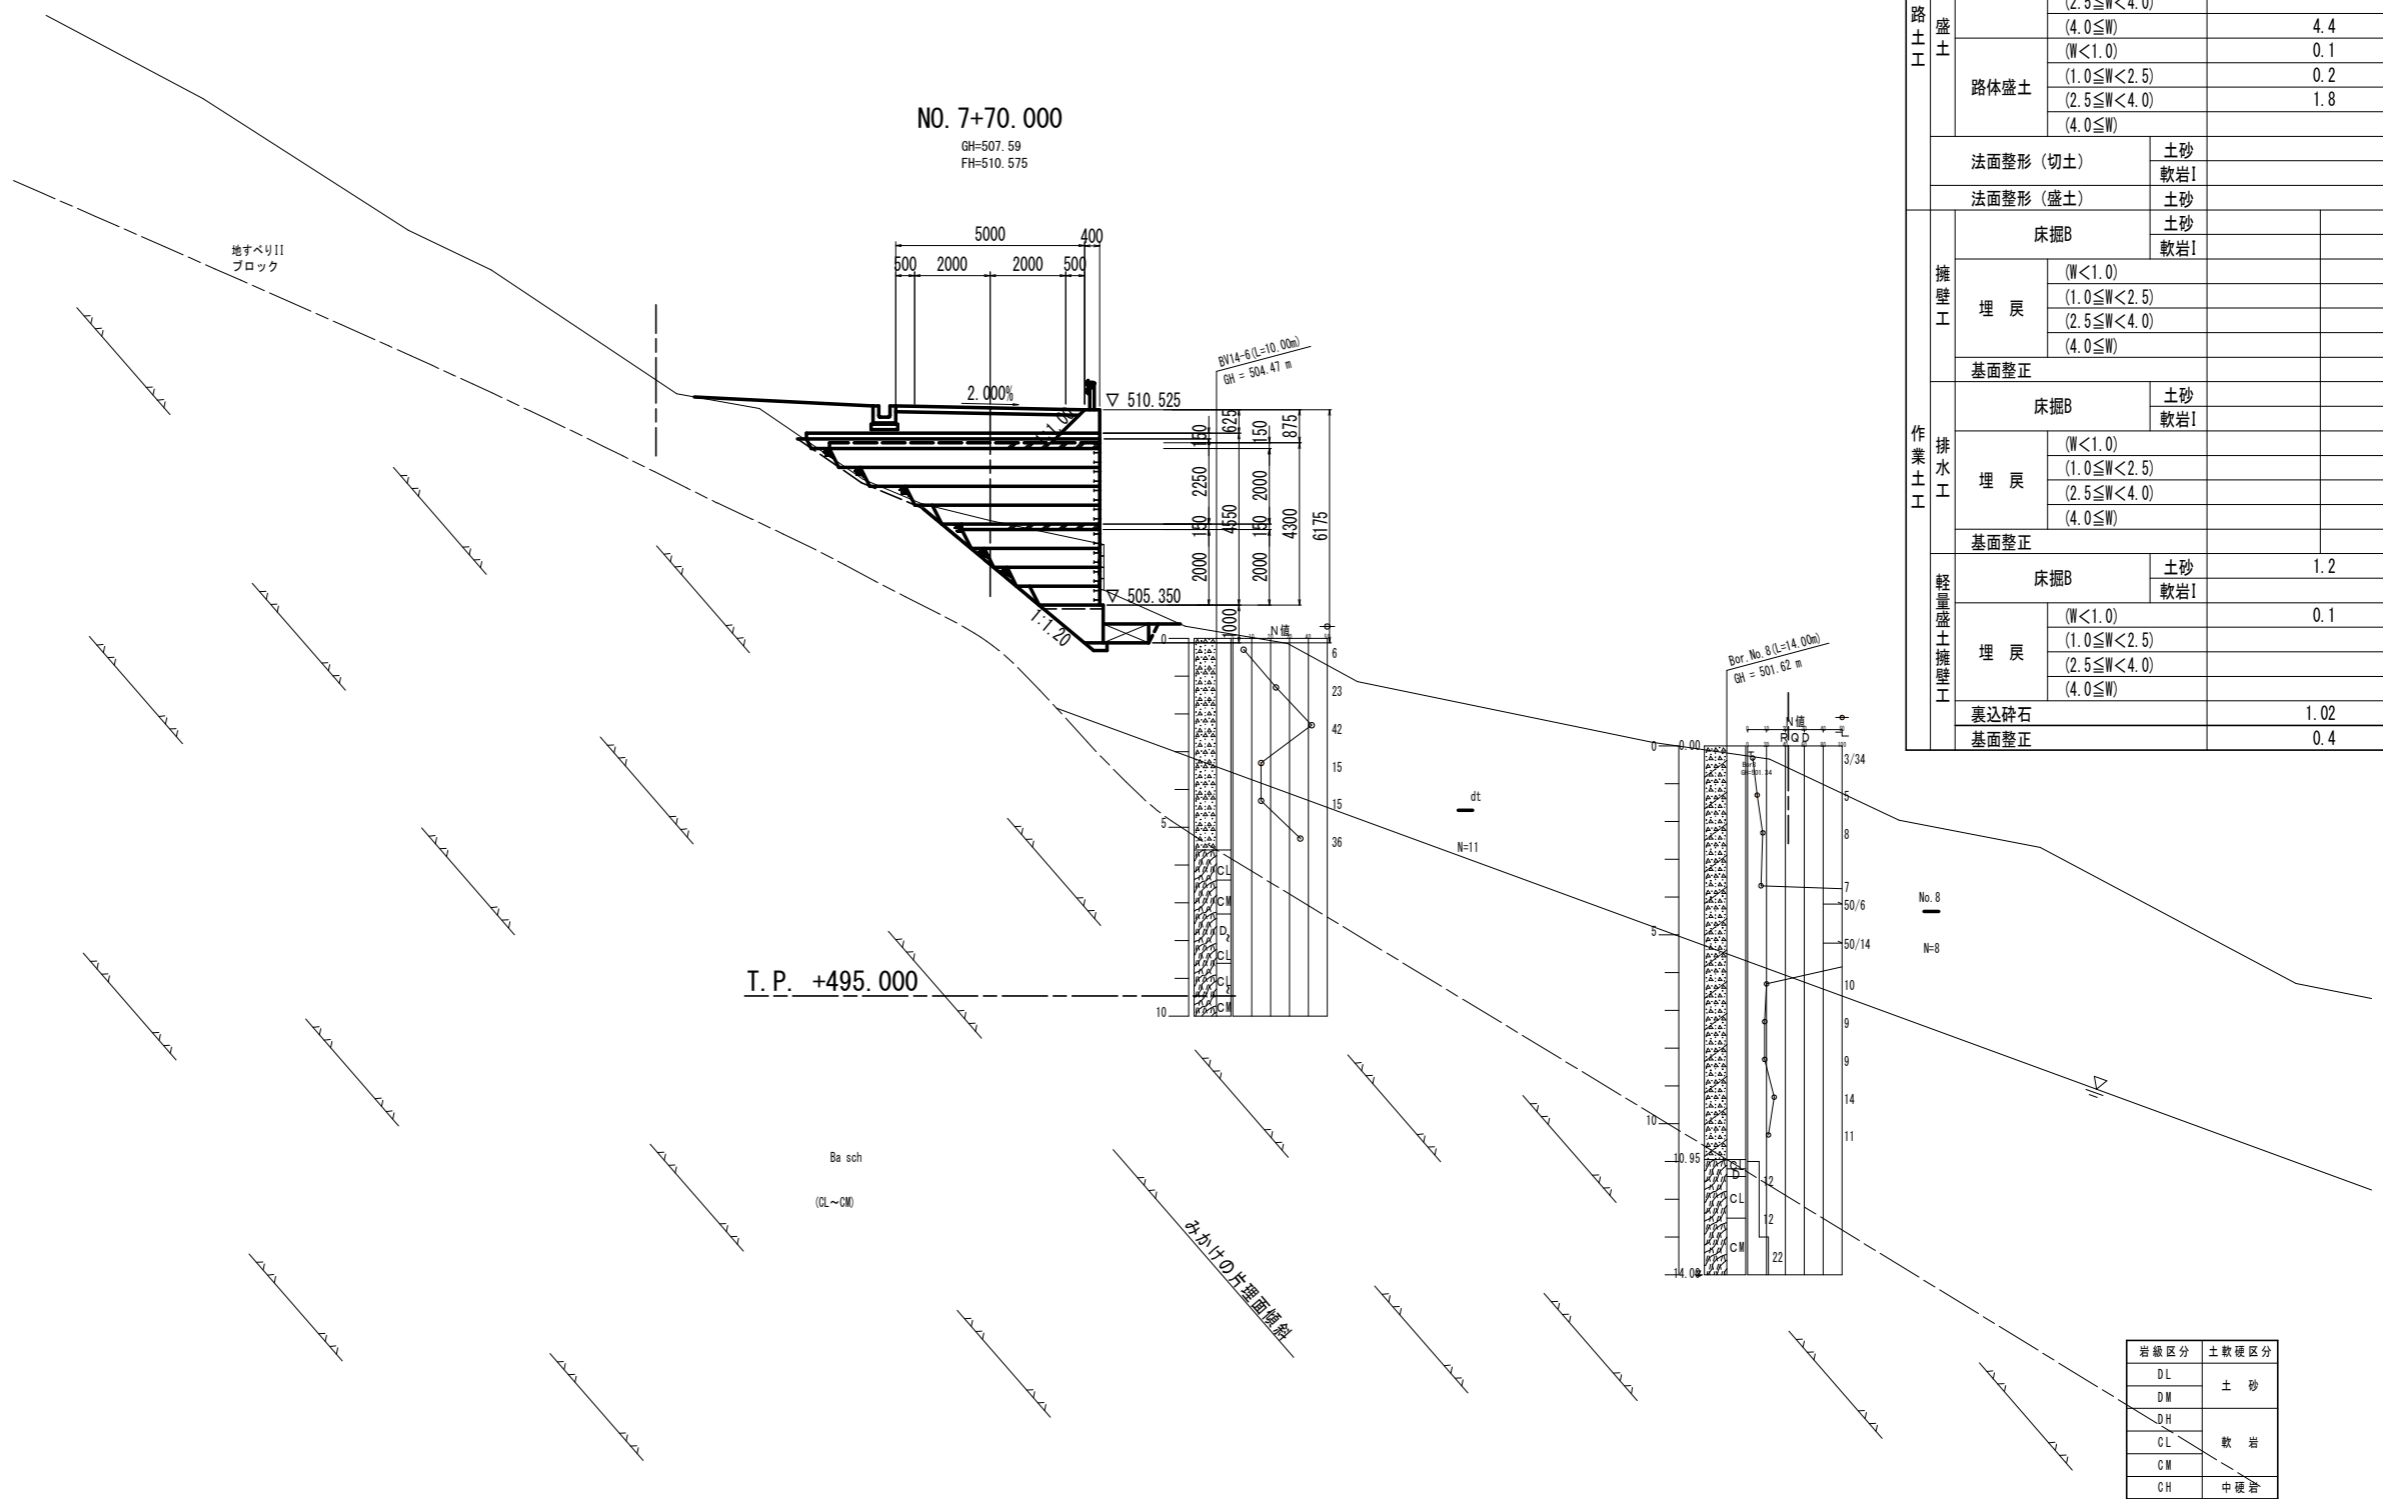 NO. 7+70.000
GH=507.59
FH=510.575
地すべりII
ブロック
5000
400
500
2000
2000
500
2.000%
▽ 510.525
▽ 505.350
1:1.20
150
625
150
875
2250
2000
4550
4300
6175
150
150
2000
2000
1000
BV14-6(L=10.00m)
GH = 504.47 m
N値
0
5
10
6
23
42
15
15
36
CL
CM
D
~
CL
CL
~
CM
T.P. +495.000
dt
N=11
Bor.No.8(L=14.00m)
GH = 501.62 m
N値
RQD
0
0.00
5
10
10.95
14.00
3/34
5
8
7
50/6
50/14
10
9
9
14
11
12
12
22
CL
D
CL
CM
No.8
N=8
Ba sch
(CL~CM)
みかけの片理面傾斜
路土工
盛土
(2.5≦W<4.0)
(4.0≦W) 4.4
路体盛土
(W<1.0) 0.1
(1.0≦W<2.5) 0.2
(2.5≦W<4.0) 1.8
(4.0≦W)
法面整形(切土) 土砂
軟岩I
法面整形(盛土) 土砂
作業土工
擁壁工
床掘B 土砂
軟岩I
埋 戻
(W<1.0)
(1.0≦W<2.5)
(2.5≦W<4.0)
(4.0≦W)
基面整正
排水工
床掘B 土砂
軟岩I
埋 戻
(W<1.0)
(1.0≦W<2.5)
(2.5≦W<4.0)
(4.0≦W)
基面整正
軽量盛土擁壁工
床掘B 土砂 1.2
軟岩I
埋 戻
(W<1.0) 0.1
(1.0≦W<2.5)
(2.5≦W<4.0)
(4.0≦W)
裏込砕石 1.02
基面整正 0.4
岩級区分 土軟硬区分
DL
土 砂
DM
DH
CL 軟 岩
CM
CH 中硬岩